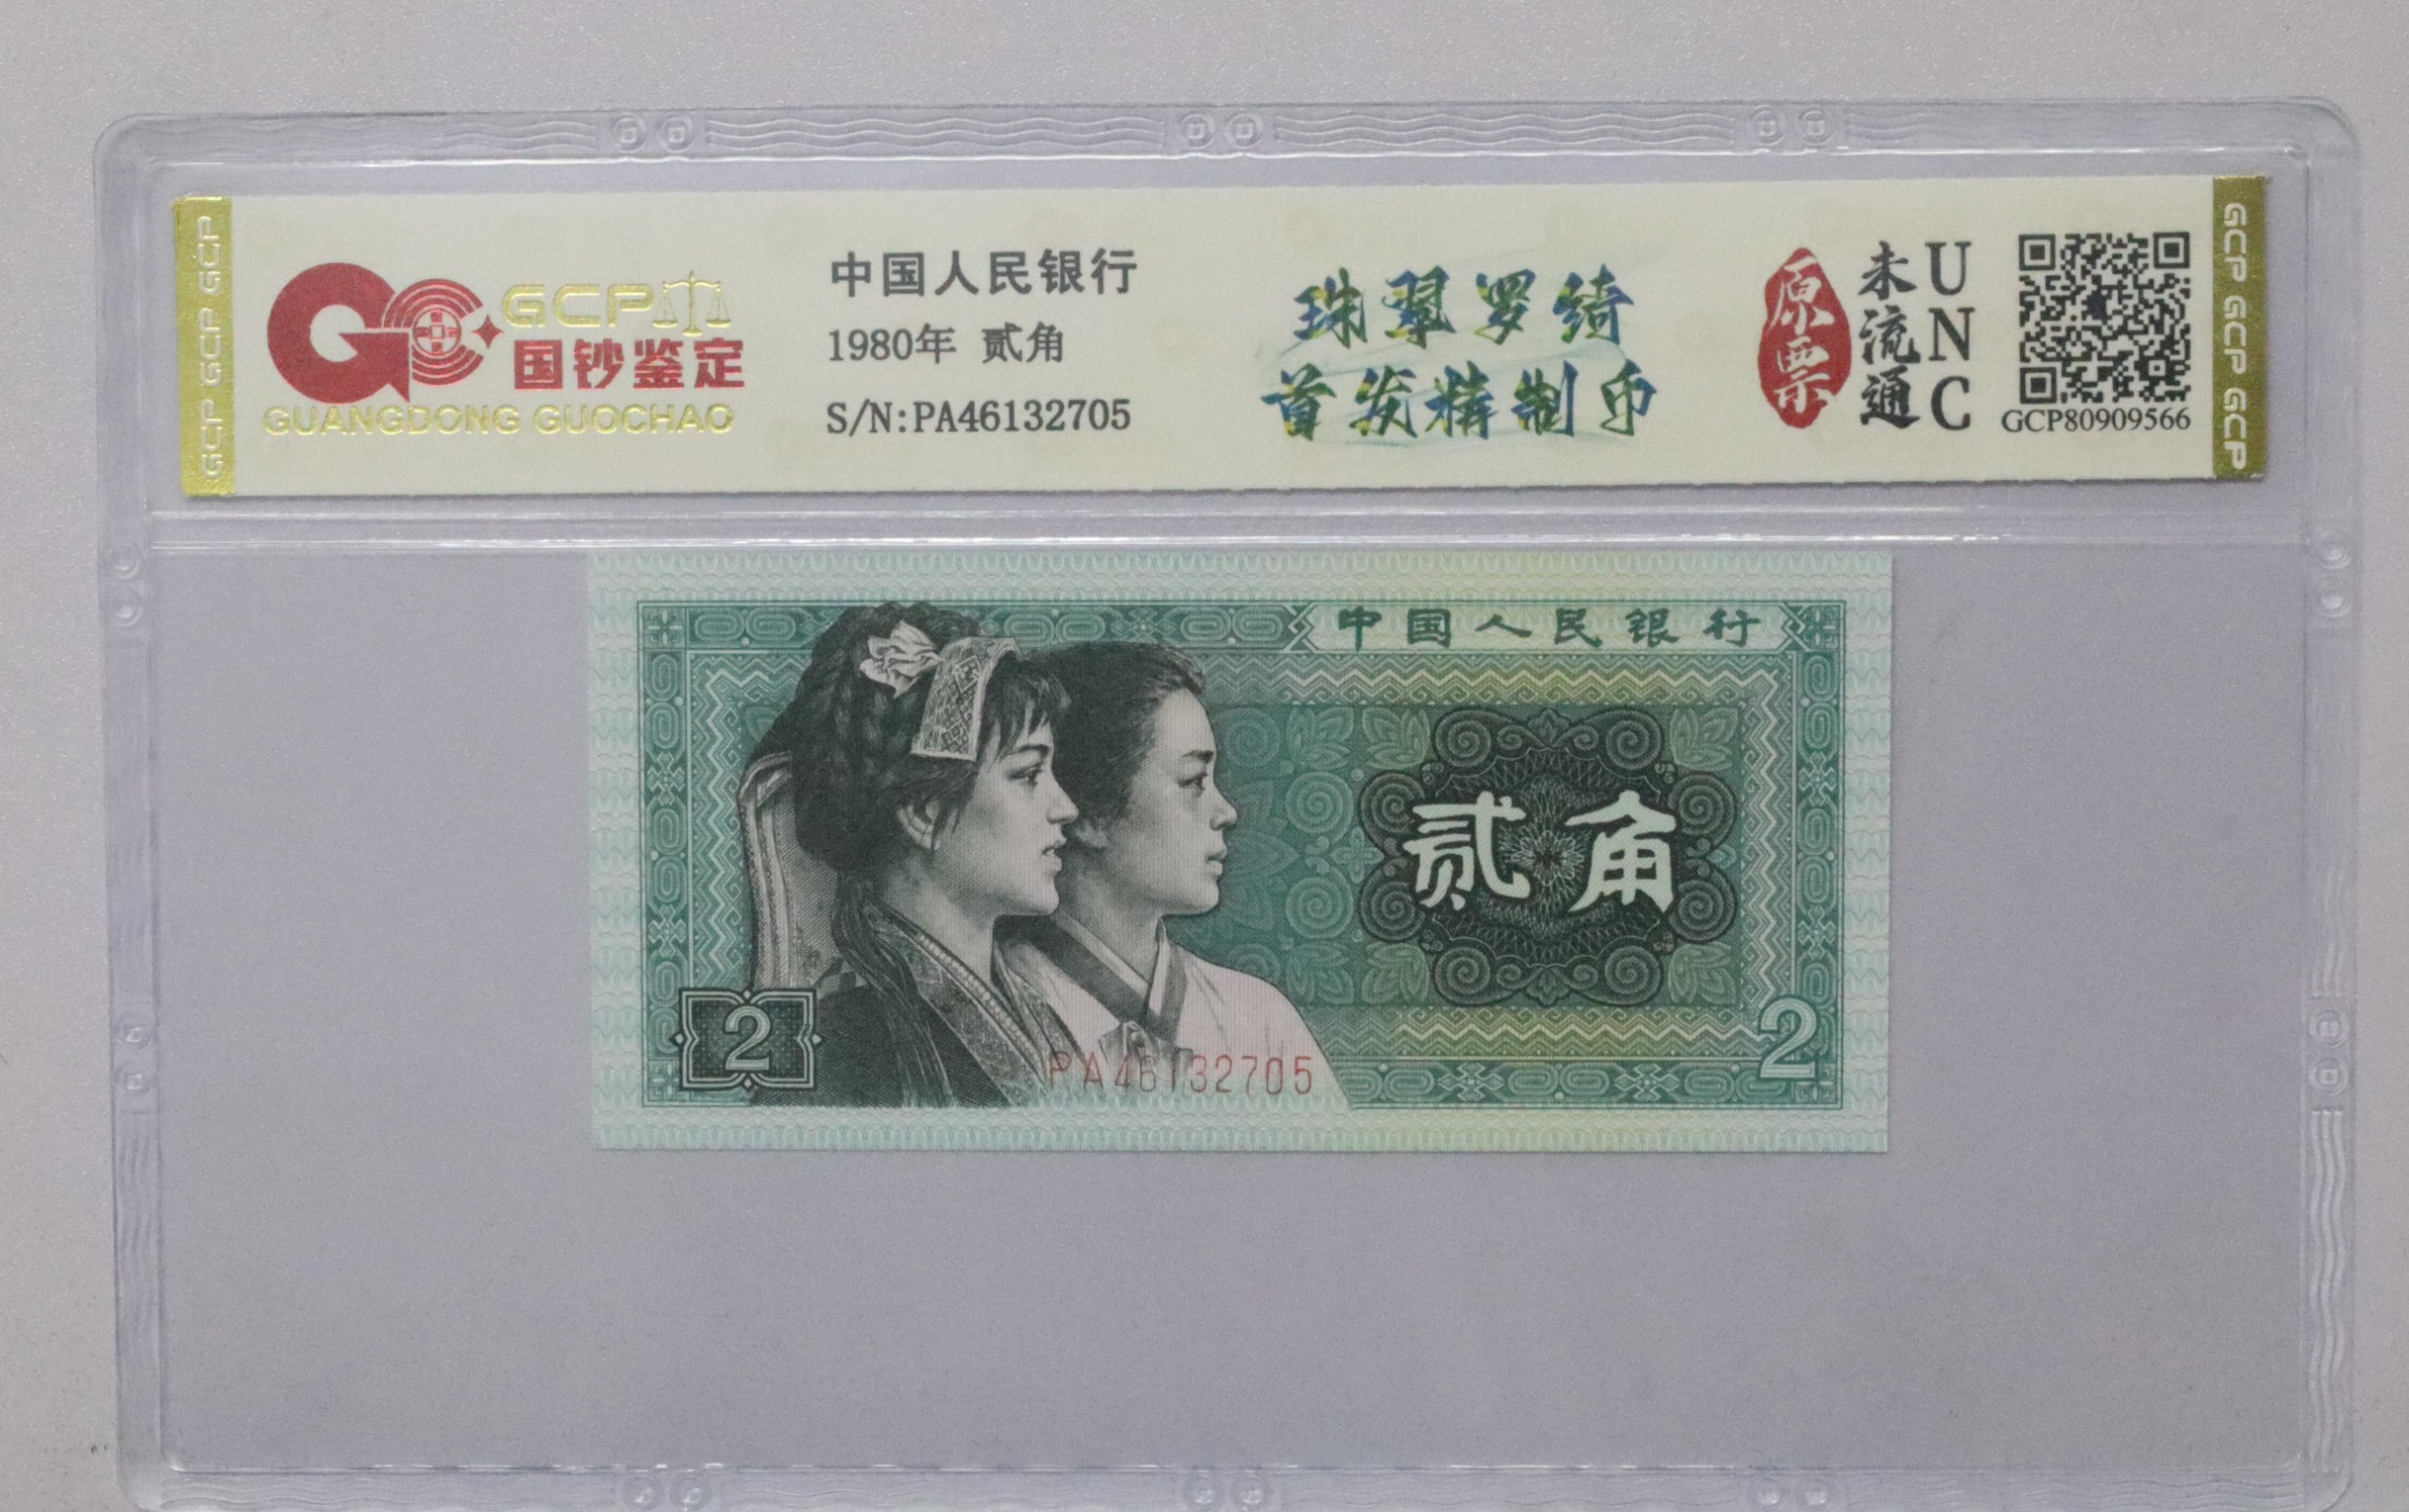 GCP GCP GCP
GCP
国钞鉴定
GUANGDONG GUOCHAO
中国人民银行
1980年 贰角
S/N:PA46132705
珠翠罗绮
首发精制币
原票
未流通
UNC
GCP80909566
GCP GCP GCP
中国人民银行
贰角
2
PA46132705
2